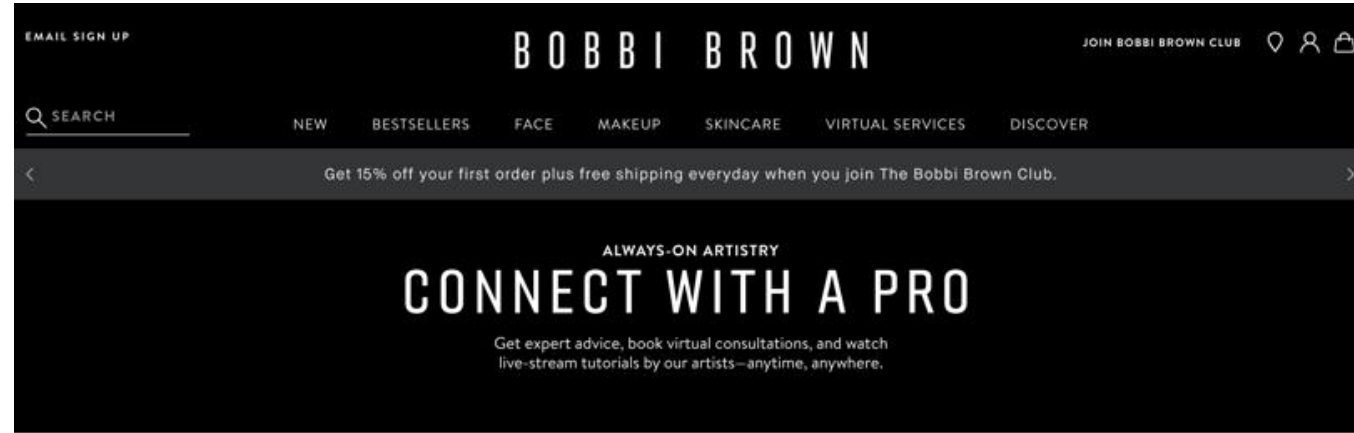 EMAIL SIGN UP
BOBBI BROWN
JOIN BOBBI BROWN CLUB
SEARCH
NEW BESTSELLERS FACE MAKEUP SKINCARE VIRTUAL SERVICES DISCOVER
Get 15% off your first order plus free shipping everyday when you join The Bobbi Brown Club.
ALWAYS-ON ARTISTRY
CONNECT WITH A PRO
Get expert advice, book virtual consultations, and watch
live-stream tutorials by our artists—anytime, anywhere.